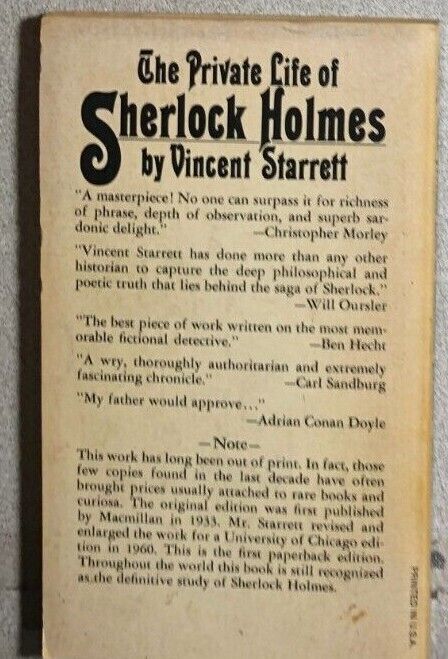 The Private Life of
Sherlock Holmes
by Vincent Starrett
"A masterpiece! No one can surpass it for richness
of phrase, depth of observation, and superb sar-
donic delight." —Christopher Morley
"Vincent Starrett has done more than any other
historian to capture the deep philosophical and
poetic truth that lies behind the saga of Sherlock."
—Will Oursler
"The best piece of work written on the most mem-
orable fictional detective." —Ben Hecht
"A wry, thoroughly authoritarian and extremely
fascinating chronicle." —Carl Sandburg
"My father would approve..."
—Adrian Conan Doyle
—Note—
This work has long been out of print. In fact, those
few copies found in the last decade have often
brought prices usually attached to rare books and
curiosa. The original edition was first published
by Macmillan in 1933. Mr. Starrett revised and
enlarged the work for a University of Chicago edi-
tion in 1960. This is the first paperback edition.
Throughout the world this book is still recognized
as the definitive study of Sherlock Holmes.
PRINTED IN U.S.A.